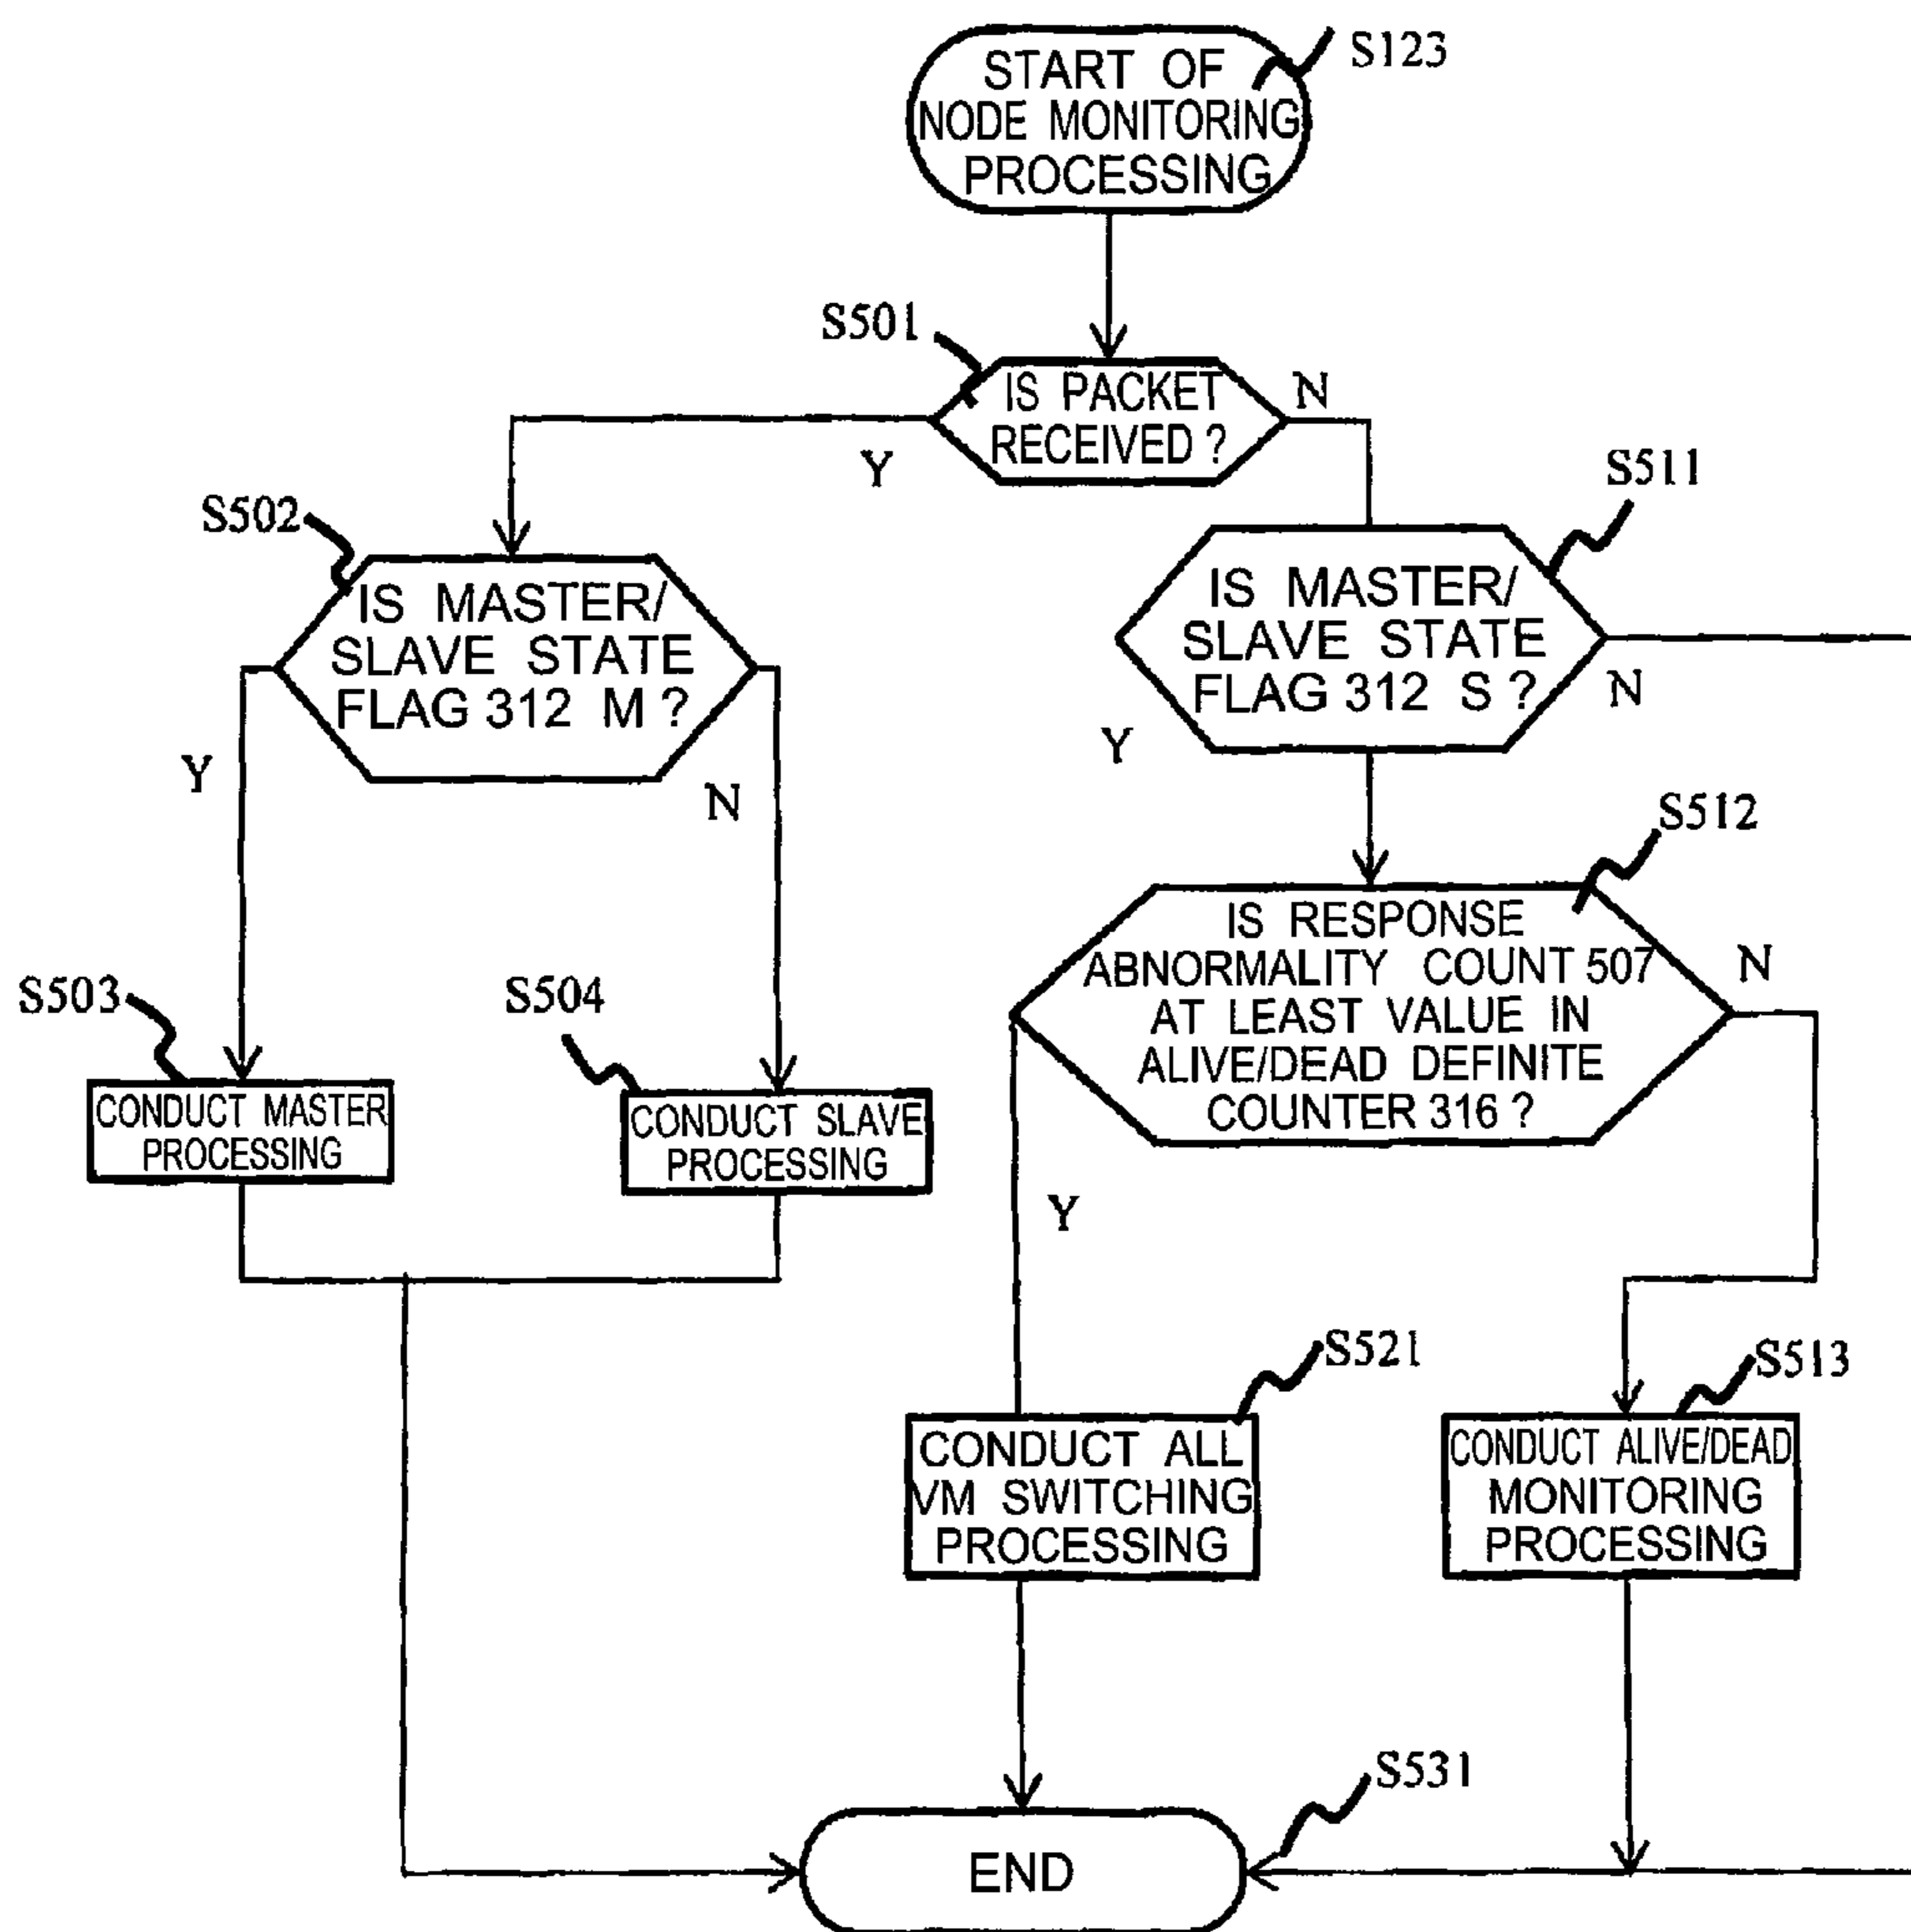 START OF
NODE MONITORING
PROCESSING
S123
S501
IS PACKET
RECEIVED ?
Y
N
S502
IS MASTER/
SLAVE STATE
FLAG 312 M ?
Y
N
S511
IS MASTER/
SLAVE STATE
FLAG 312 S ?
Y
N
S512
IS RESPONSE
ABNORMALITY COUNT 507
AT LEAST VALUE IN
ALIVE/DEAD DEFINITE
COUNTER 316 ?
Y
N
S503
CONDUCT MASTER
PROCESSING
S504
CONDUCT SLAVE
PROCESSING
S521
CONDUCT ALL
VM SWITCHING
PROCESSING
S513
CONDUCT ALIVE/DEAD
MONITORING
PROCESSING
S531
END